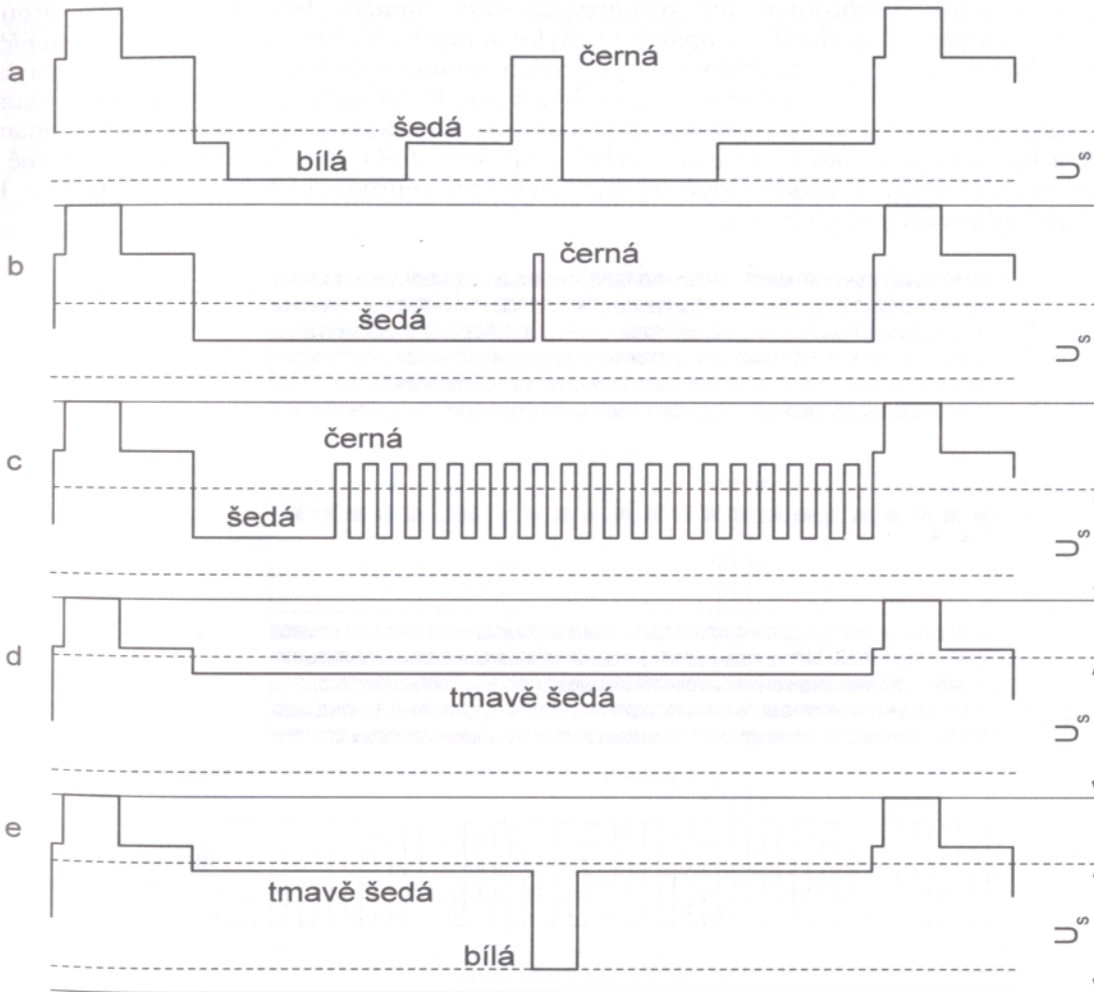 a
černá
šedá
bílá
Us
b
černá
šedá
Us
c
černá
šedá
Us
d
tmavě šedá
Us
e
tmavě šedá
bílá
Us